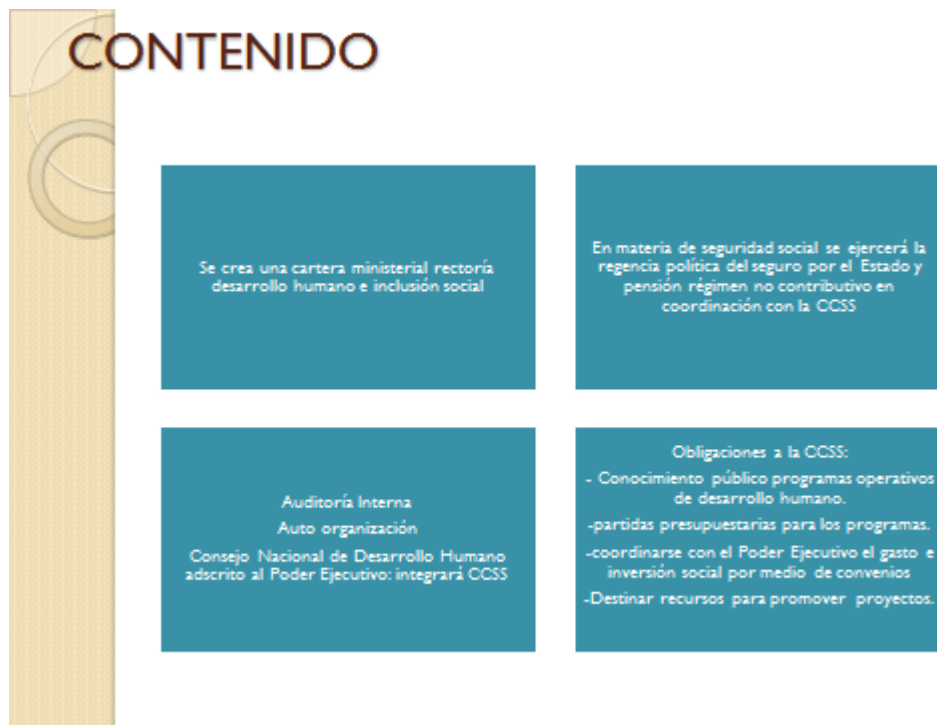 CONTENIDO
Se crea una cartera ministerial rectoría
desarrollo humano e inclusión social
En materia de seguridad social se ejercerá la
regencia política del seguro por el Estado y
pensión régimen no contributivo en
coordinación con la CCSS
Auditoría Interna
Auto organización
Consejo Nacional de Desarrollo Humano
adscrito al Poder Ejecutivo: integrará CCSS
Obligaciones a la CCSS:
- Conocimiento público programas operativos
de desarrollo humano.
-partidas presupuestarias para los programas.
-coordinarse con el Poder Ejecutivo el gasto e
inversión social por medio de convenios
-Destinar recursos para promover proyectos.